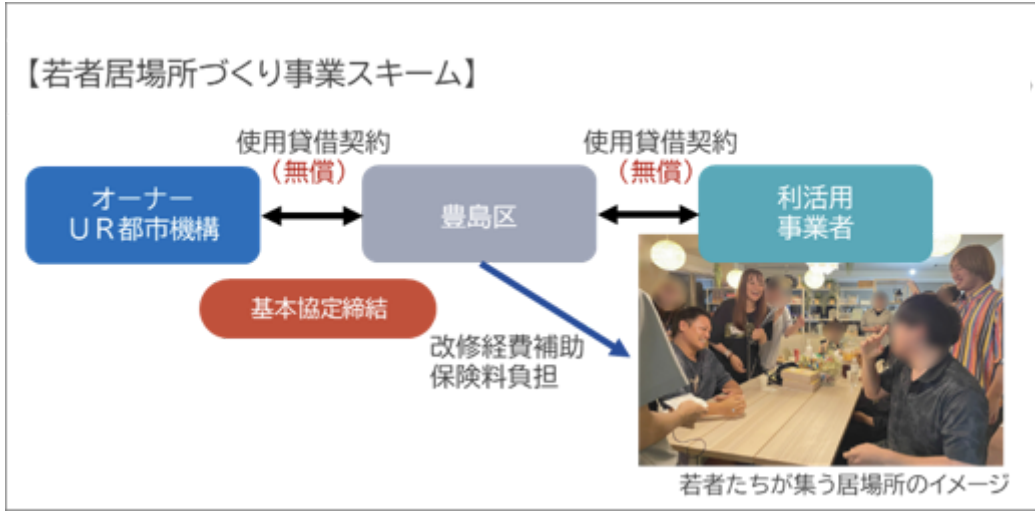 【若者居場所づくり事業スキーム】
使用貸借契約
（無償）
使用貸借契約
（無償）
オーナー
ＵＲ都市機構
豊島区
利活用
事業者
基本協定締結
改修経費補助
保険料負担
若者たちが集う居場所のイメージ